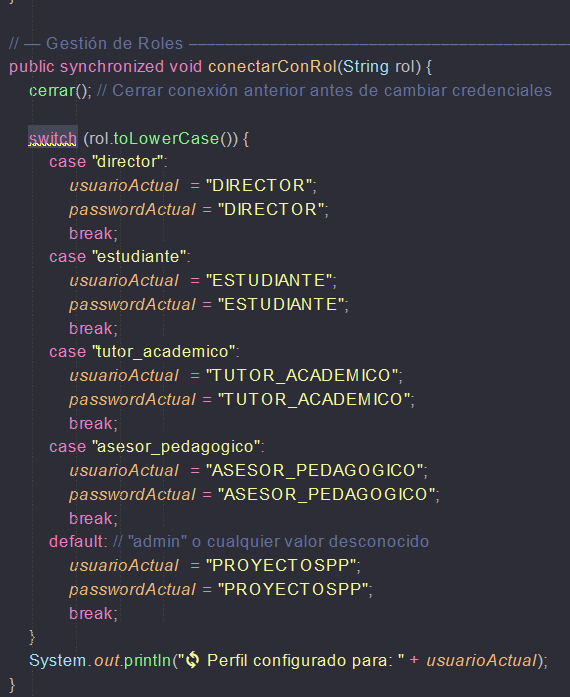 }
// — Gestión de Roles ———————————————————
public synchronized void conectarConRol(String rol) {
cerrar(); // Cerrar conexión anterior antes de cambiar credenciales
switch (rol.toLowerCase()) {
case "director":
usuarioActual = "DIRECTOR";
passwordActual = "DIRECTOR";
break;
case "estudiante":
usuarioActual = "ESTUDIANTE";
passwordActual = "ESTUDIANTE";
break;
case "tutor_academico":
usuarioActual = "TUTOR_ACADEMICO";
passwordActual = "TUTOR_ACADEMICO";
break;
case "asesor_pedagogico":
usuarioActual = "ASESOR_PEDAGOGICO";
passwordActual = "ASESOR_PEDAGOGICO";
break;
default: // "admin" o cualquier valor desconocido
usuarioActual = "PROYECTOSPP";
passwordActual = "PROYECTOSPP";
break;
}
System.out.println("🔄 Perfil configurado para: " + usuarioActual);
}